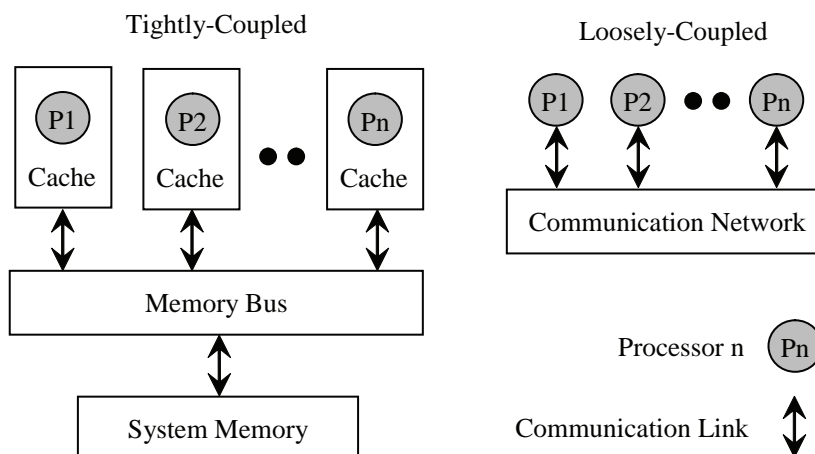 Tightly-Coupled
P1
P2
Pn
Cache
Cache
Cache
Memory Bus
System Memory
Loosely-Coupled
P1
P2
Pn
Communication Network
Processor n
Pn
Communication Link